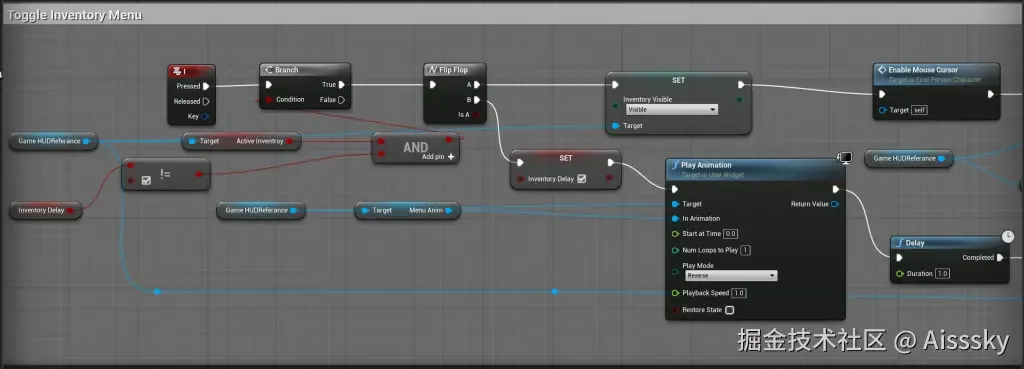 Toggle Inventory Menu
I
Pressed
Released
Key
Branch
True
Condition
False
Flip Flop
A
B
Is A
SET
Inventory Visible
Visible
Target
Enable Mouse Cursor
Target is First Person Character
Target self
Game HUDReferance
Target Active Inventroy
AND
Add pin +
!=
SET
Inventory Delay
Play Animation
Target is User Widget
Target
Return Value
In Animation
Start at Time 0.0
Num Loops to Play 1
Play Mode
Reverse
Playback Speed 1.0
Restore State
Game HUDReferance
Inventory Delay
Game HUDReferance
Target Menu Anim
Delay
Completed
Duration 1.0
掘金技术社区 @ Aisssky